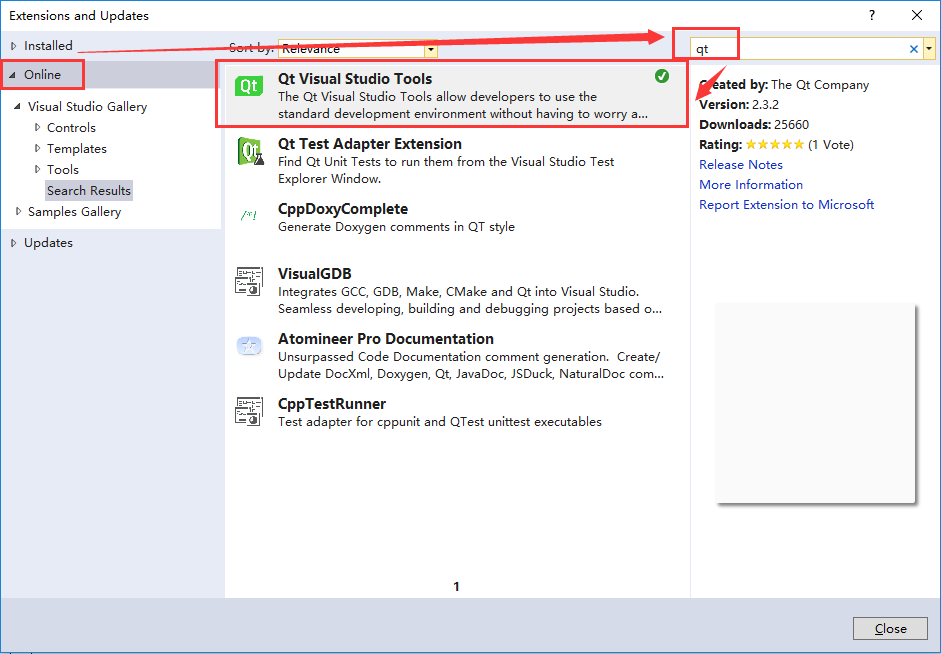 Extensions and Updates
?
Installed
Sort by: Relevance
qt
Online
Visual Studio Gallery
Controls
Templates
Tools
Search Results
Samples Gallery
Updates
Qt
Qt Visual Studio Tools
The Qt Visual Studio Tools allow developers to use the
standard development environment without having to worry a...
Qt
Qt Test Adapter Extension
Find Qt Unit Tests to run them from the Visual Studio Test
Explorer Window.
/*!
CppDoxyComplete
Generate Doxygen comments in QT style
VisualGDB
Integrates GCC, GDB, Make, CMake and Qt into Visual Studio.
Seamless developing, building and debugging projects based o...
Atomineer Pro Documentation
Unsurpassed Code Documentation comment generation. Create/
Update DocXml, Doxygen, Qt, JavaDoc, JSDuck, NaturalDoc com...
CppTestRunner
Test adapter for cppunit and QTest unittest executables
1
Created by: The Qt Company
Version: 2.3.2
Downloads: 25660
Rating: (1 Vote)
Release Notes
More Information
Report Extension to Microsoft
Close